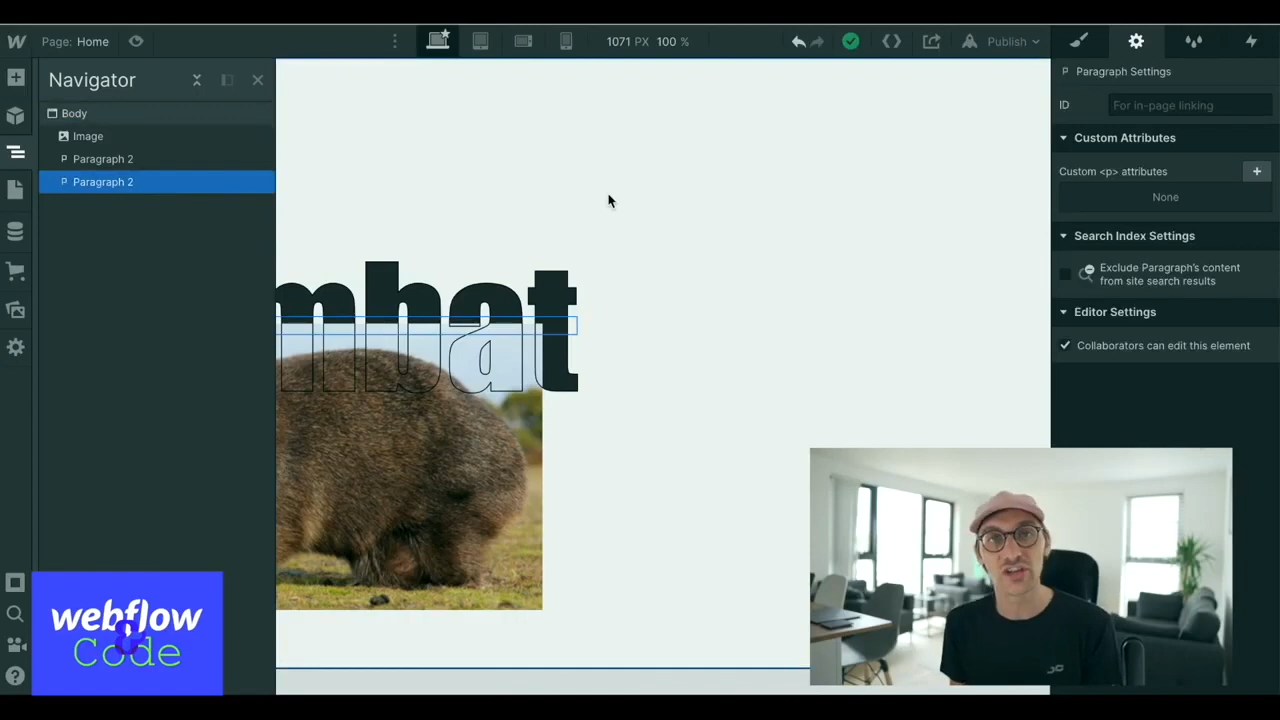 Page: Home
1071 PX 100 %
Publish
Navigator
Body
Image
Paragraph 2
Paragraph 2
mbat
mbat
Paragraph Settings
ID
For in-page linking
Custom Attributes
Custom <p> attributes
None
Search Index Settings
Exclude Paragraph's content
from site search results
Editor Settings
Collaborators can edit this element
webflow
&
Code